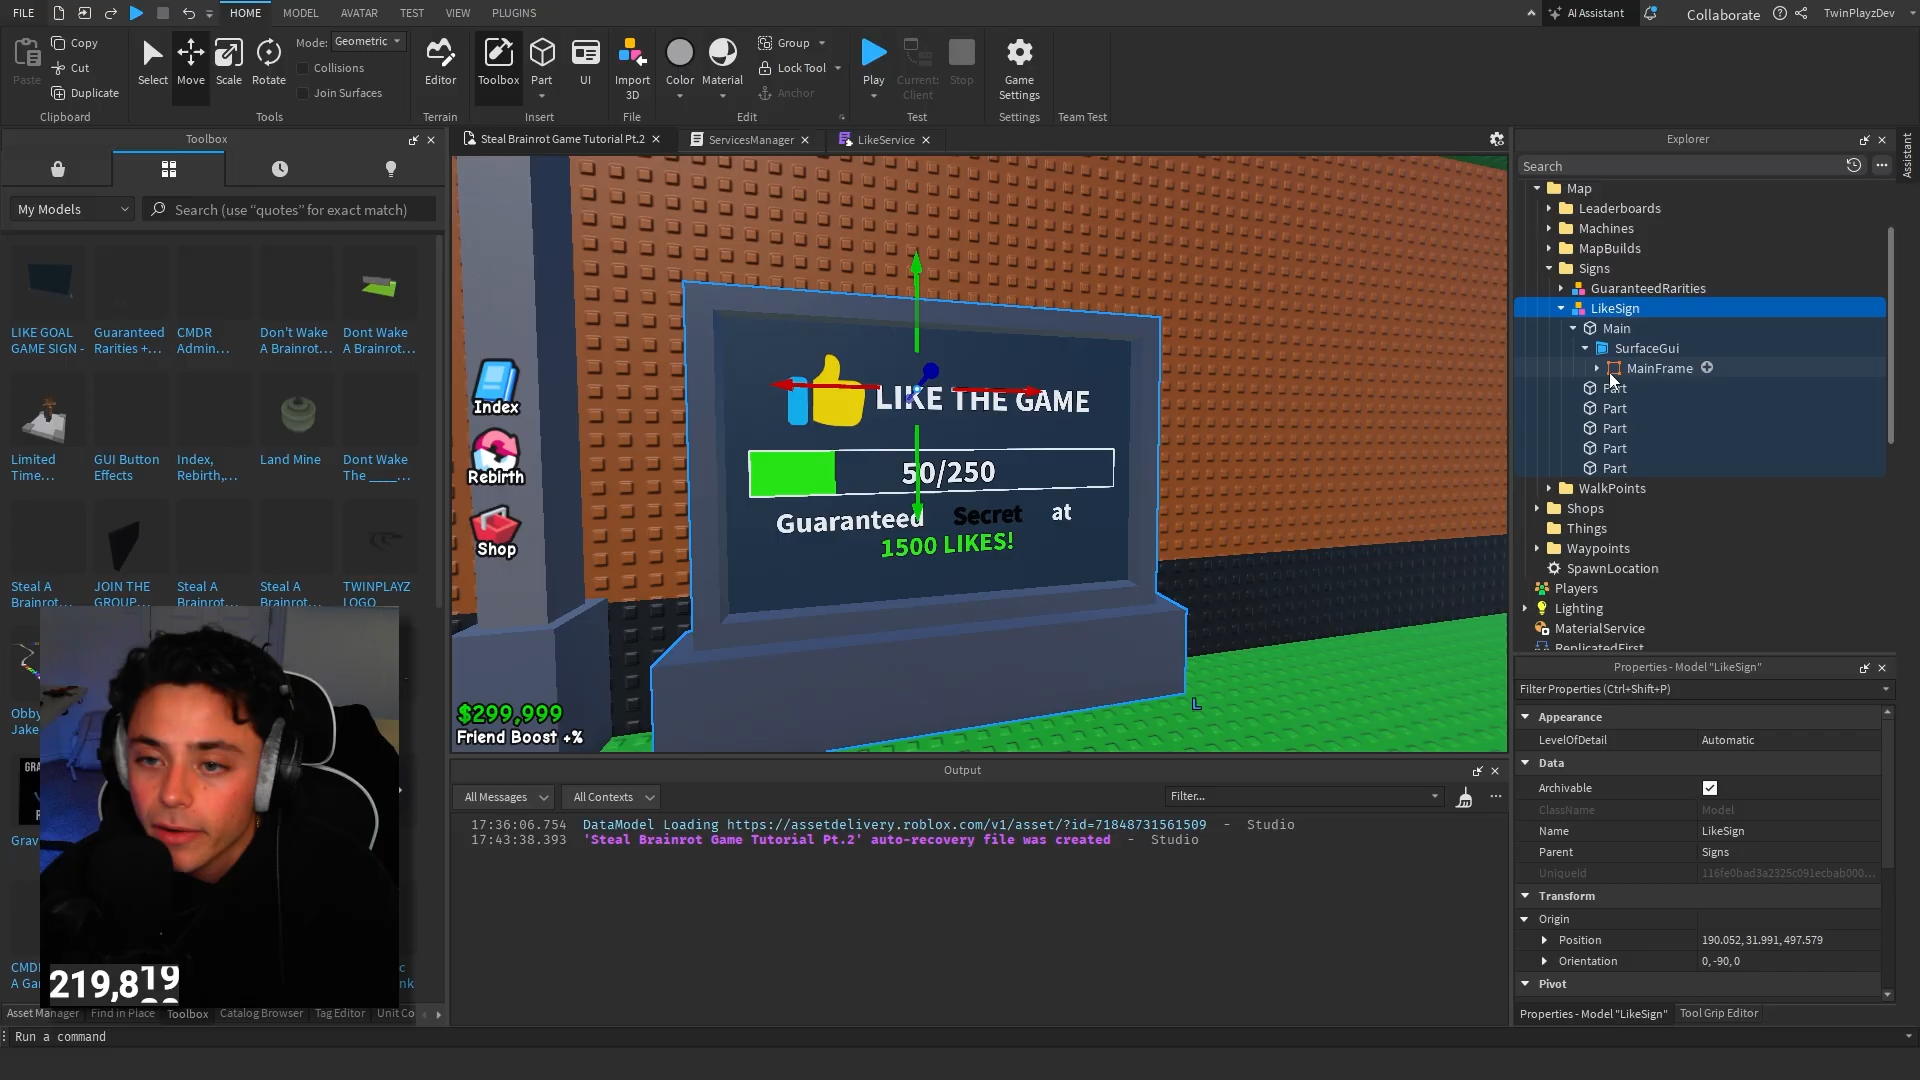 FILE
HOME
MODEL
AVATAR
TEST
VIEW
PLUGINS
AI Assistant
Collaborate
TwinPlayzDev
Paste
Copy
Cut
Duplicate
Clipboard
Select
Move
Scale
Rotate
Mode:
Geometric
Collisions
Join Surfaces
Tools
Editor
Terrain
Toolbox
Part
UI
Insert
Import
3D
File
Color
Material
Group
Lock Tool
Anchor
Edit
Play
Current:
Client
Stop
Test
Game
Settings
Settings
Team Test
Toolbox
My Models
Search (use “quotes” for exact match)
LIKE GOAL
GAME SIGN -
Guaranteed
Rarities +...
CMDR
Admin...
Don't Wake
A Brainrot...
Dont Wake
A Brainrot...
Limited
Time...
GUI Button
Effects
Index,
Rebirth,...
Land Mine
Dont Wake
The ____...
Steal A
Brainrot...
JOIN THE
GROUP
Steal A
Brainrot...
Steal A
Brainrot...
TWINPLAYZ
LOGO
Obby
Jake
GRA
Grav
CMD
A Ga
nk
219,819
Asset Manager
Find in Place
Toolbox
Catalog Browser
Tag Editor
Unit Co
Run a command
Steal Brainrot Game Tutorial Pt.2
ServicesManager
LikeService
Index
Rebirth
Shop
LIKE THE GAME
50/250
Guaranteed Secret at
1500 LIKES!
L
$299,999
Friend Boost +%
Output
All Messages
All Contexts
Filter...
17:36:06.754 DataModel Loading https://assetdelivery.roblox.com/v1/asset/?id=71848731561509 - Studio
17:43:38.393 'Steal Brainrot Game Tutorial Pt.2' auto-recovery file was created - Studio
Explorer
Assistant
Search
Map
Leaderboards
Machines
MapBuilds
Signs
GuaranteedRarities
LikeSign
Main
SurfaceGui
MainFrame
Part
Part
Part
Part
Part
WalkPoints
Shops
Things
Waypoints
SpawnLocation
Players
Lighting
MaterialService
ReplicatedFirst
Properties - Model "LikeSign"
Filter Properties (Ctrl+Shift+P)
Appearance
LevelOfDetail
Automatic
Data
Archivable
ClassName
Model
Name
LikeSign
Parent
Signs
UniqueId
116fe0bad3a2325c091ecbab000...
Transform
Origin
Position
190.052, 31.991, 497.579
Orientation
0, -90, 0
Pivot
Properties - Model "LikeSign"
Tool Grip Editor